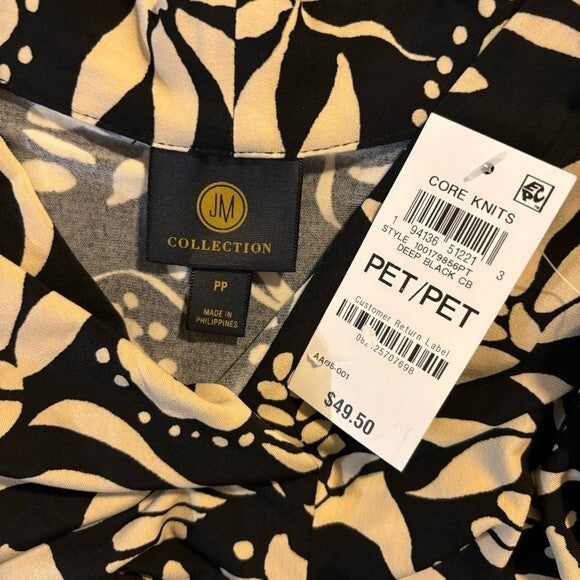 JM
COLLECTION
PP
MADE IN
PHILIPPINES
CORE KNITS
1 94136 51221 3
STYLE 100179856PT
DEEP BLACK CB
PET/PET
Customer Return Label
$49.50